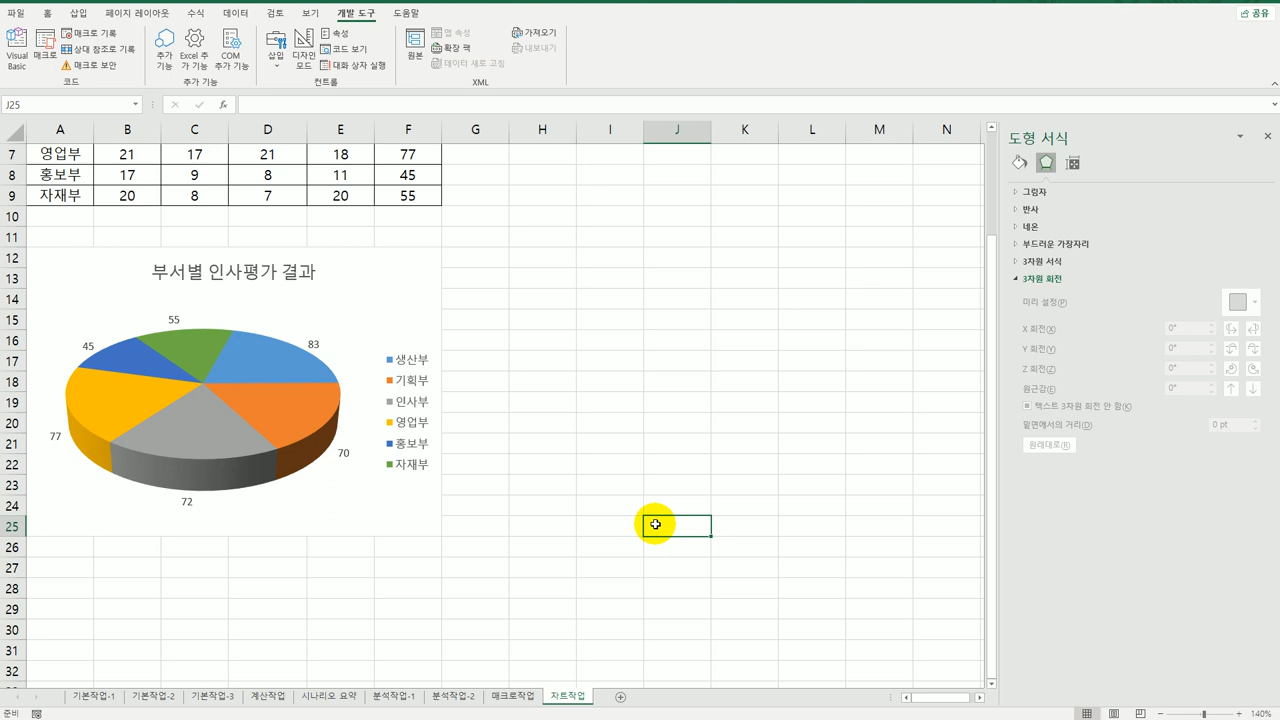 파일 홈 삽입 페이지 레이아웃 수식 데이터 검토 보기 개발 도구 도움말 공유
Visual Basic 매크로 매크로 기록 상대 참조로 기록 매크로 보안
추가 기능 Excel 추가 기능 COM 추가 기능
삽입 디자인 모드 속성 코드 보기 대화 상자 실행
원본 맵 속성 확장 팩 데이터 새로 고침 가져오기 내보내기
코드 추가 기능 컨트롤 XML
J25 fx
A B C D E F G H I J K L M N
7 영업부 21 17 21 18 77
8 홍보부 17 9 8 11 45
9 자재부 20 8 7 20 55
10
11
12
13
14
15
16
17
18
19
20
21
22
23
24
25
26
27
28
29
30
31
32
부서별 인사평가 결과
55
83
45
77
70
72
생산부
기획부
인사부
영업부
홍보부
자재부
도형 서식
그림자
반사
네온
부드러운 가장자리
3차원 서식
3차원 회전
미리 설정(P)
X 회전(X) 0°
Y 회전(Y) 0°
Z 회전(Z) 0°
원근감(E) 0°
텍스트 3차원 회전 안 함(K)
밑면에서의 거리(D) 0 pt
원래대로(R)
기본작업-1 기본작업-2 기본작업-3 계산작업 시나리오 요약 분석작업-1 분석작업-2 매크로작업 차트작업
준비 140%